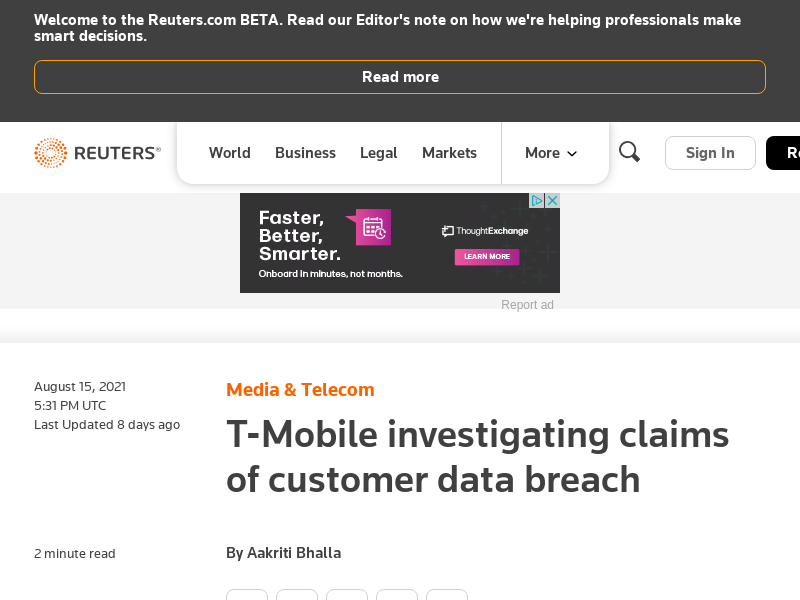 Welcome to the Reuters.com BETA. Read our Editor's note on how we're helping professionals make
smart decisions.
Read more
REUTERS®
World
Business
Legal
Markets
More
Sign In
Faster,
Better,
Smarter.
Onboard in minutes, not months.
ThoughtExchange
LEARN MORE
Report ad
August 15, 2021
5:31 PM UTC
Last Updated 8 days ago
Media & Telecom
T-Mobile investigating claims
of customer data breach
2 minute read
By Aakriti Bhalla